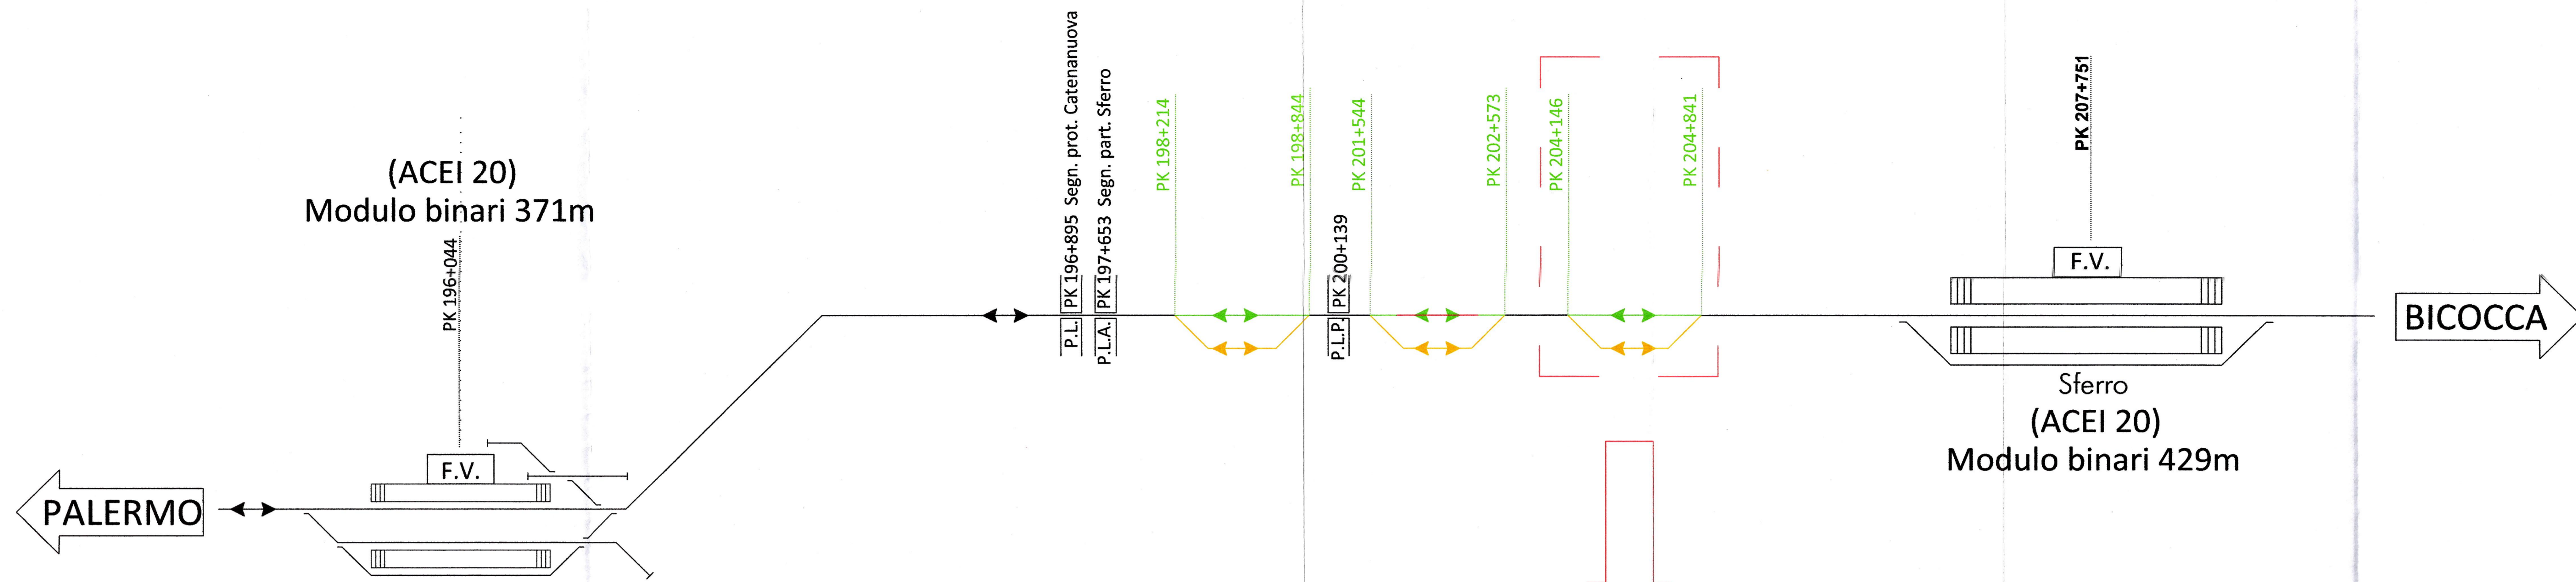 (ACEI 20)
Modulo binari 371m
PK 196+044
F.V.
PALERMO
P.L. PK 196+895 Segn. prot. Catenanuova
P.L.A. PK 197+653 Segn. part. Sferro
PK 198+214
PK 198+844
P.L.P. PK 200+139
PK 201+544
PK 202+573
PK 204+146
PK 204+841
PK 207+751
F.V.
BICOCCA
Sferro
(ACEI 20)
Modulo binari 429m